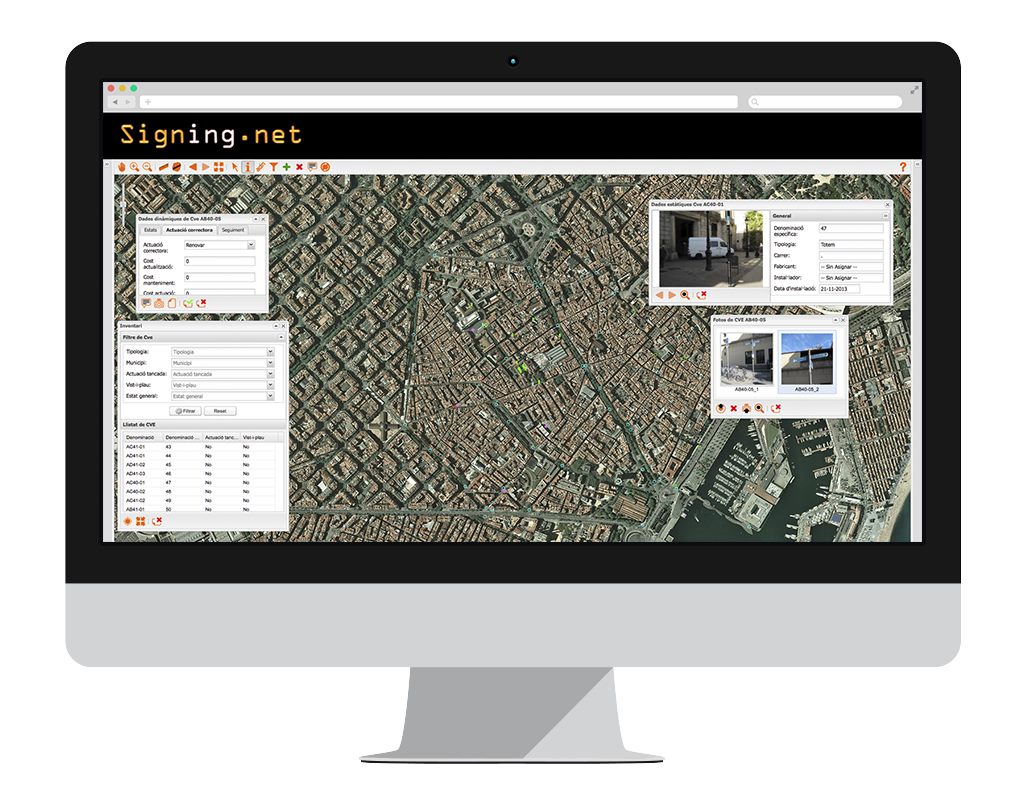 Signing.net
?
Dades dinàmiques de Cve AB40-05
Estats Actuació correctora Seguiment
Actuació correctora: Renovar
Cost actualització: 0
Cost manteniment: 0
Cost actuació: 0
Inventari
Filtre de Cve
Tipologia: Tipologia
Municipi: Municipi
Actuació tancada: Actuació tancada
Vist-i-plau: Vist-i-plau
Estat general: Estat general
Filtrar Reset
Llistat de CVE
Denominació Denominació ... Actuació tanc... Vist-i-plau
AC41-01 43 No No
AC41-01 44 No No
AC41-02 45 No No
AC41-03 46 No No
AC40-01 47 No No
AC40-02 48 No No
AC41-02 49 No No
AB41-01 50 No No
Dades estàtiques Cve AC40-01
General
Denominació específica: 47
Tipologia: Totem
Carrer: .
Fabricant: -- Sin Asignar --
Instal·lador: -- Sin Asignar --
Data d'instal·lació: 21-11-2013
Fotos de CVE AB40-05
AB40-05_1 AB40-05_2